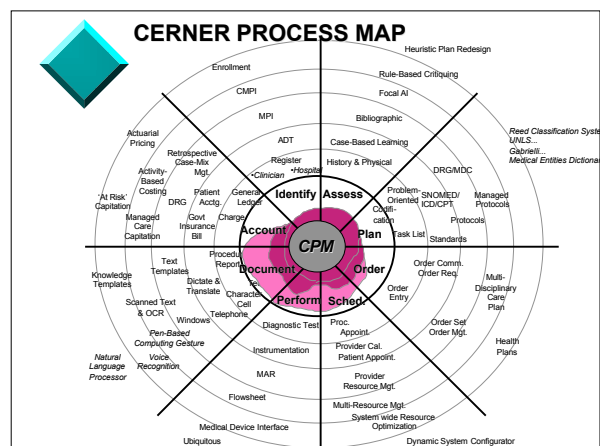 CERNER PROCESS MAP
Heuristic Plan Redesign
Enrollment
Rule-Based Critiquing
CMPI
Focal AI
MPI
Bibliographic
Actuarial
Pricing
Reed Classification Syste
UNLS...
Gabrielli...
Medical Entities Dictionar
ADT
Case-Based Learning
Retrospective
Case-Mix
Mgt.
Register
History & Physical
•Clinician
•Hospital
Activity-
Based
Costing
DRG/MDC
'At Risk'
Capitation
DRG
Patient
Acctg.
General
Ledger
Identify
Assess
Problem-
Oriented
SNOMED/
ICD/CPT
Managed
Protocols
Managed
Care
Capitation
Govt
Insurance
Bill
Charge
Account
Codifi-
cation
Plan
Task List
Protocols
Standards
CPM
Knowledge
Templates
Text
Templates
Procedu
Report
Document
Order
Order Comm.
Order Req.
Multi-
Disciplinary
Care
Plan
Scanned Text
& OCR
Dictate &
Translate
Character
Cell
Perform
Sched.
Order
Entry
Windows
Telephone
Pen-Based
Computing Gesture
Diagnostic Test
Proc.
Appoint.
Order Set
Order Mgt.
Health
Plans
Natural
Language
Processor
Voice
Recognition
Instrumentation
Provider Cal.
Patient Appoint.
MAR
Provider
Resource Mgt.
Flowsheet
Multi-Resource Mgt.
Medical Device Interface
System wide Resource
Optimization
Ubiquitous
Dynamic System Configurator